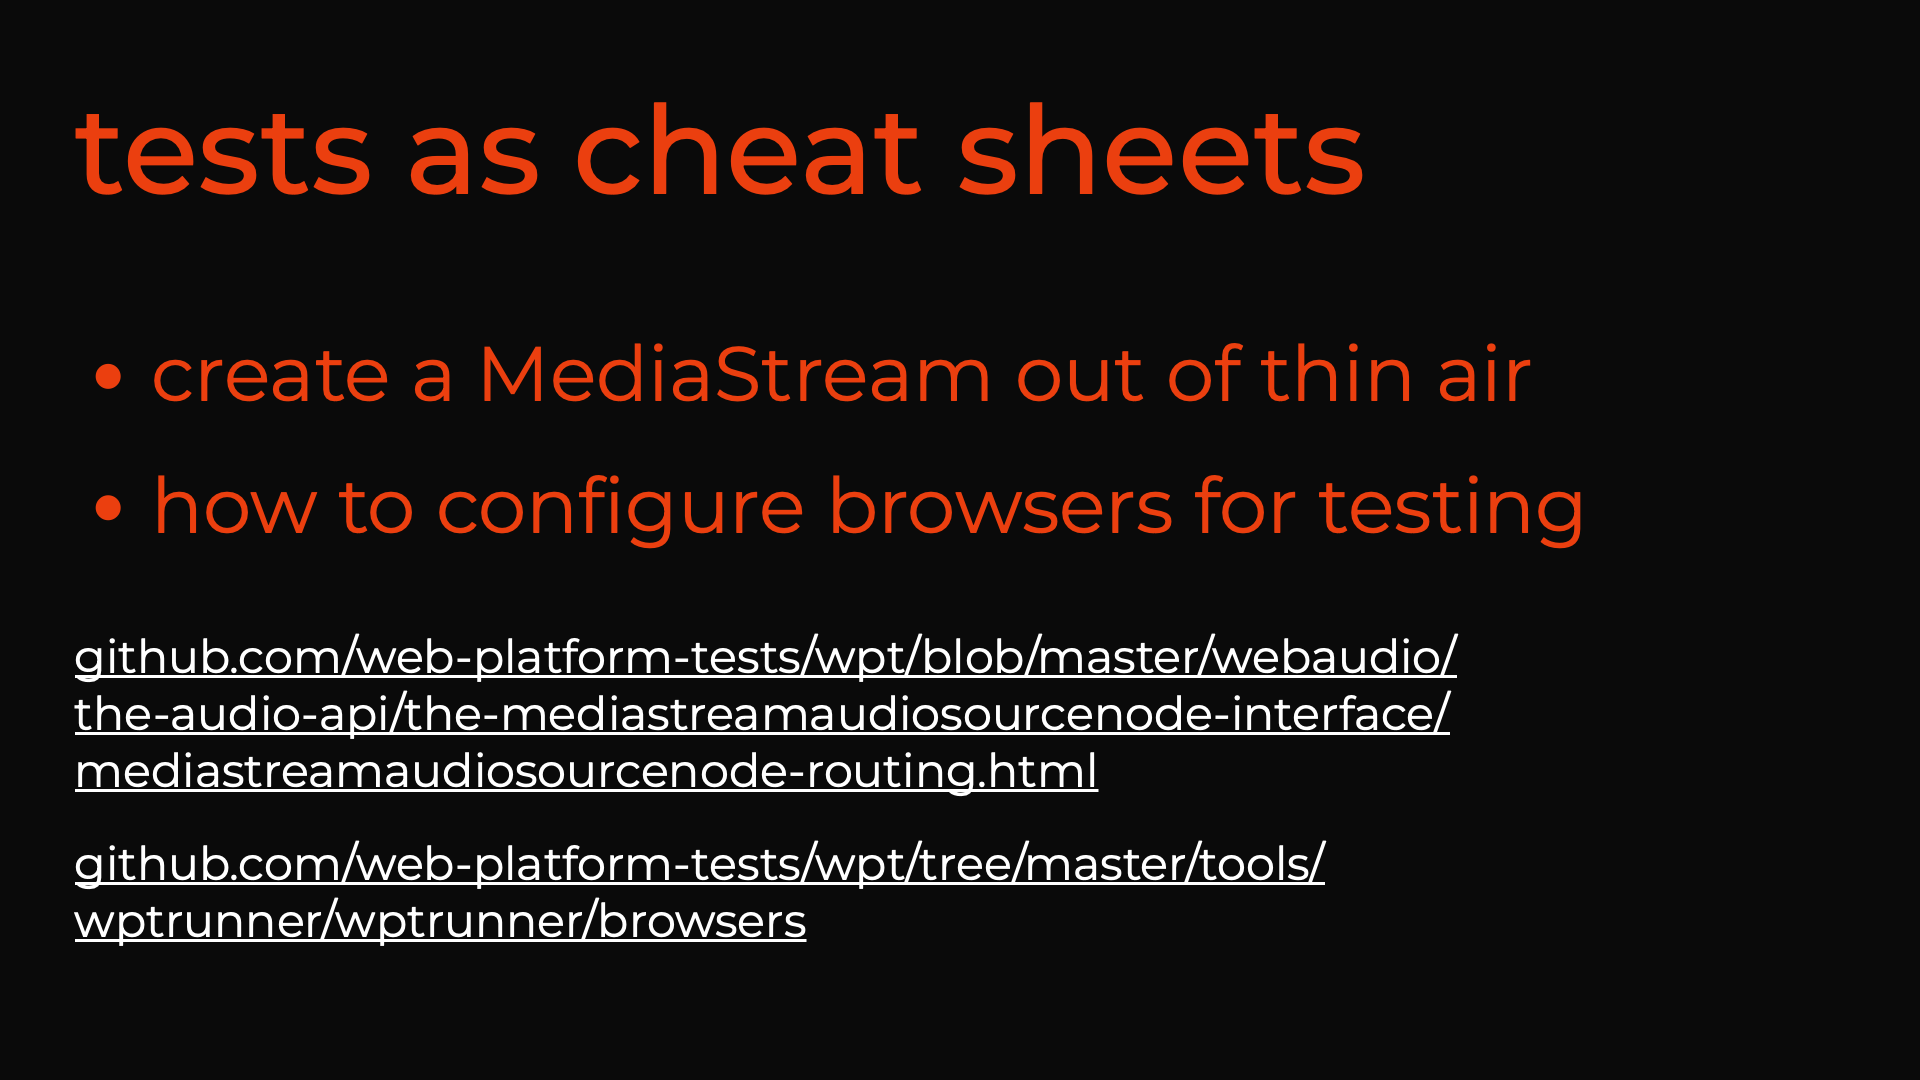 tests as cheat sheets
• create a MediaStream out of thin air
• how to configure browsers for testing
github.com/web-platform-tests/wpt/blob/master/webaudio/
the-audio-api/the-mediastreamaudiosourcenode-interface/
mediastreamaudiosourcenode-routing.html
github.com/web-platform-tests/wpt/tree/master/tools/
wptrunner/wptrunner/browsers